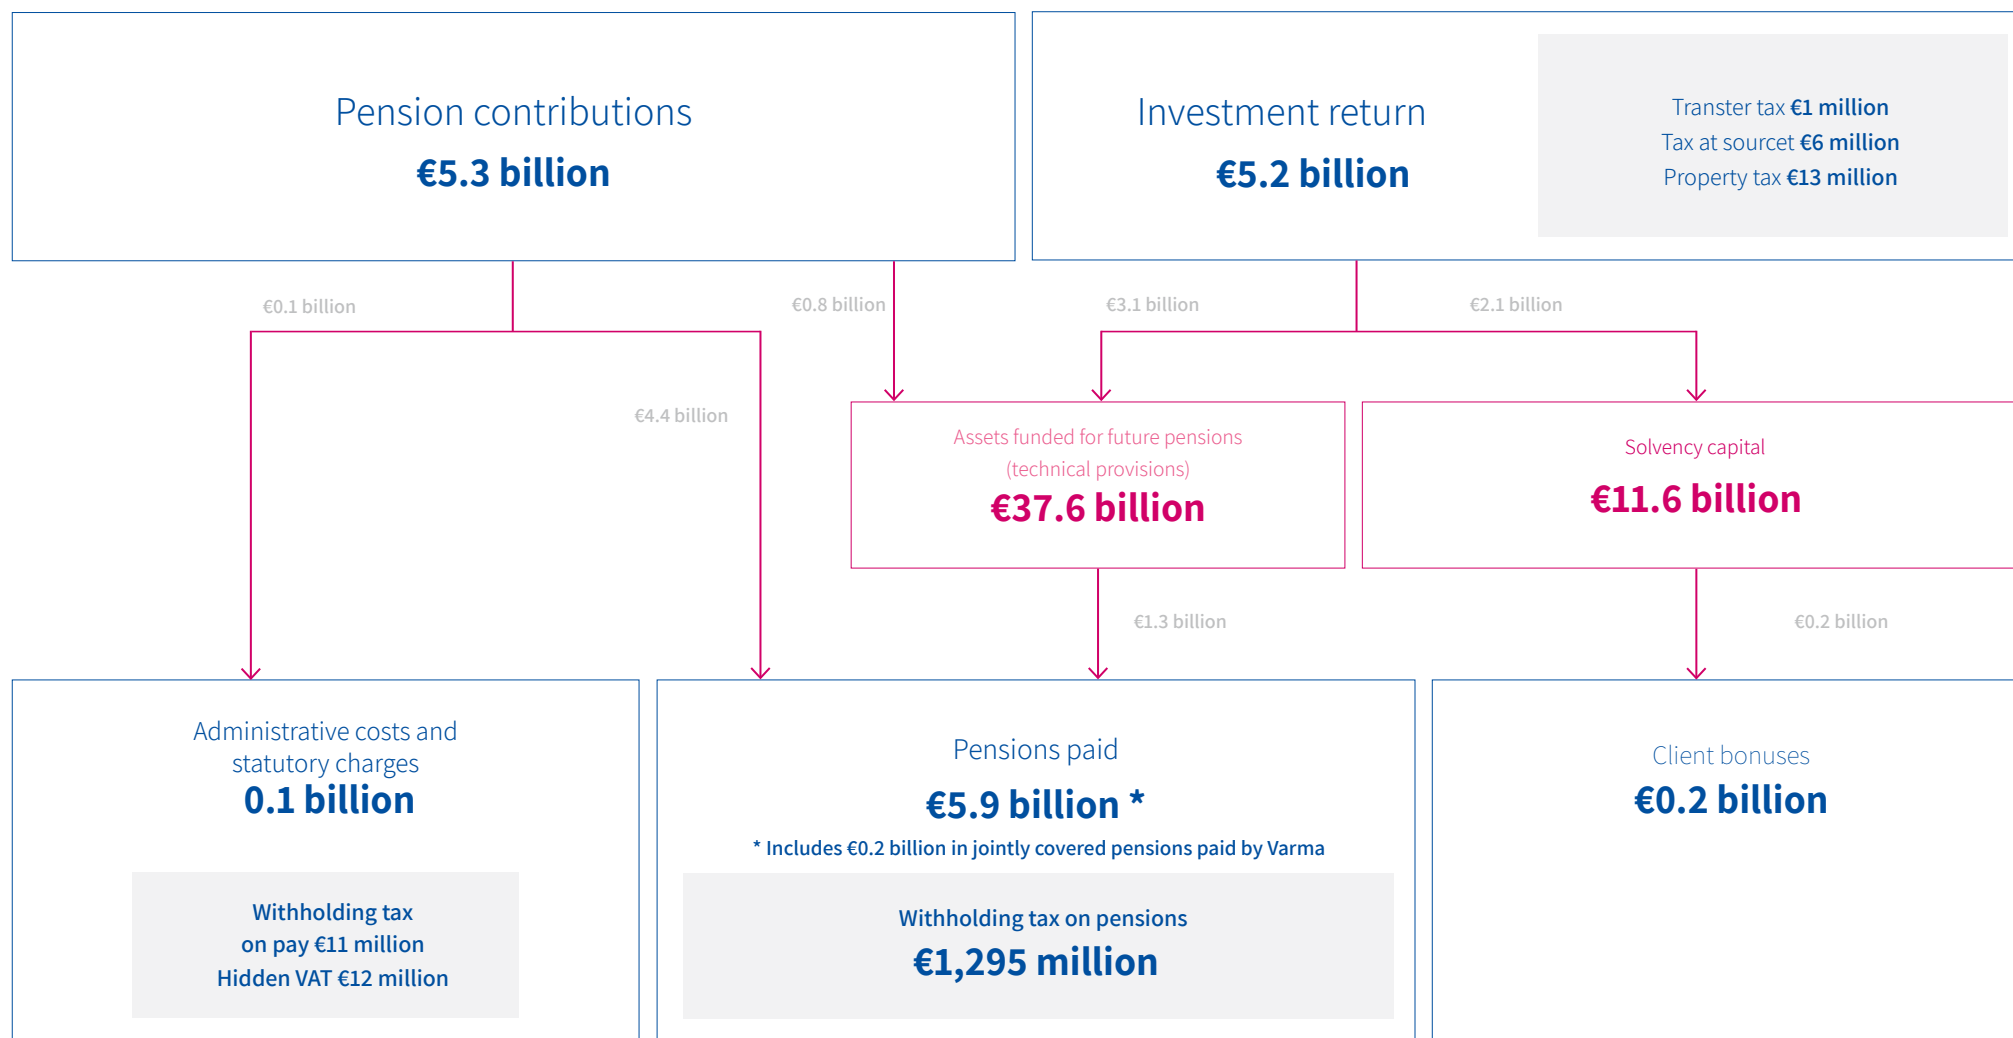 Pension contributions
€5.3 billion
Investment return
€5.2 billion
Transter tax €1 million
Tax at sourcet €6 million
Property tax €13 million
€0.1 billion
€0.8 billion
€3.1 billion
€2.1 billion
€4.4 billion
Assets funded for future pensions
(technical provisions)
€37.6 billion
Solvency capital
€11.6 billion
€1.3 billion
€0.2 billion
Administrative costs and
statutory charges
0.1 billion
Withholding tax
on pay €11 million
Hidden VAT €12 million
Pensions paid
€5.9 billion *
* Includes €0.2 billion in jointly covered pensions paid by Varma
Withholding tax on pensions
€1,295 million
Client bonuses
€0.2 billion